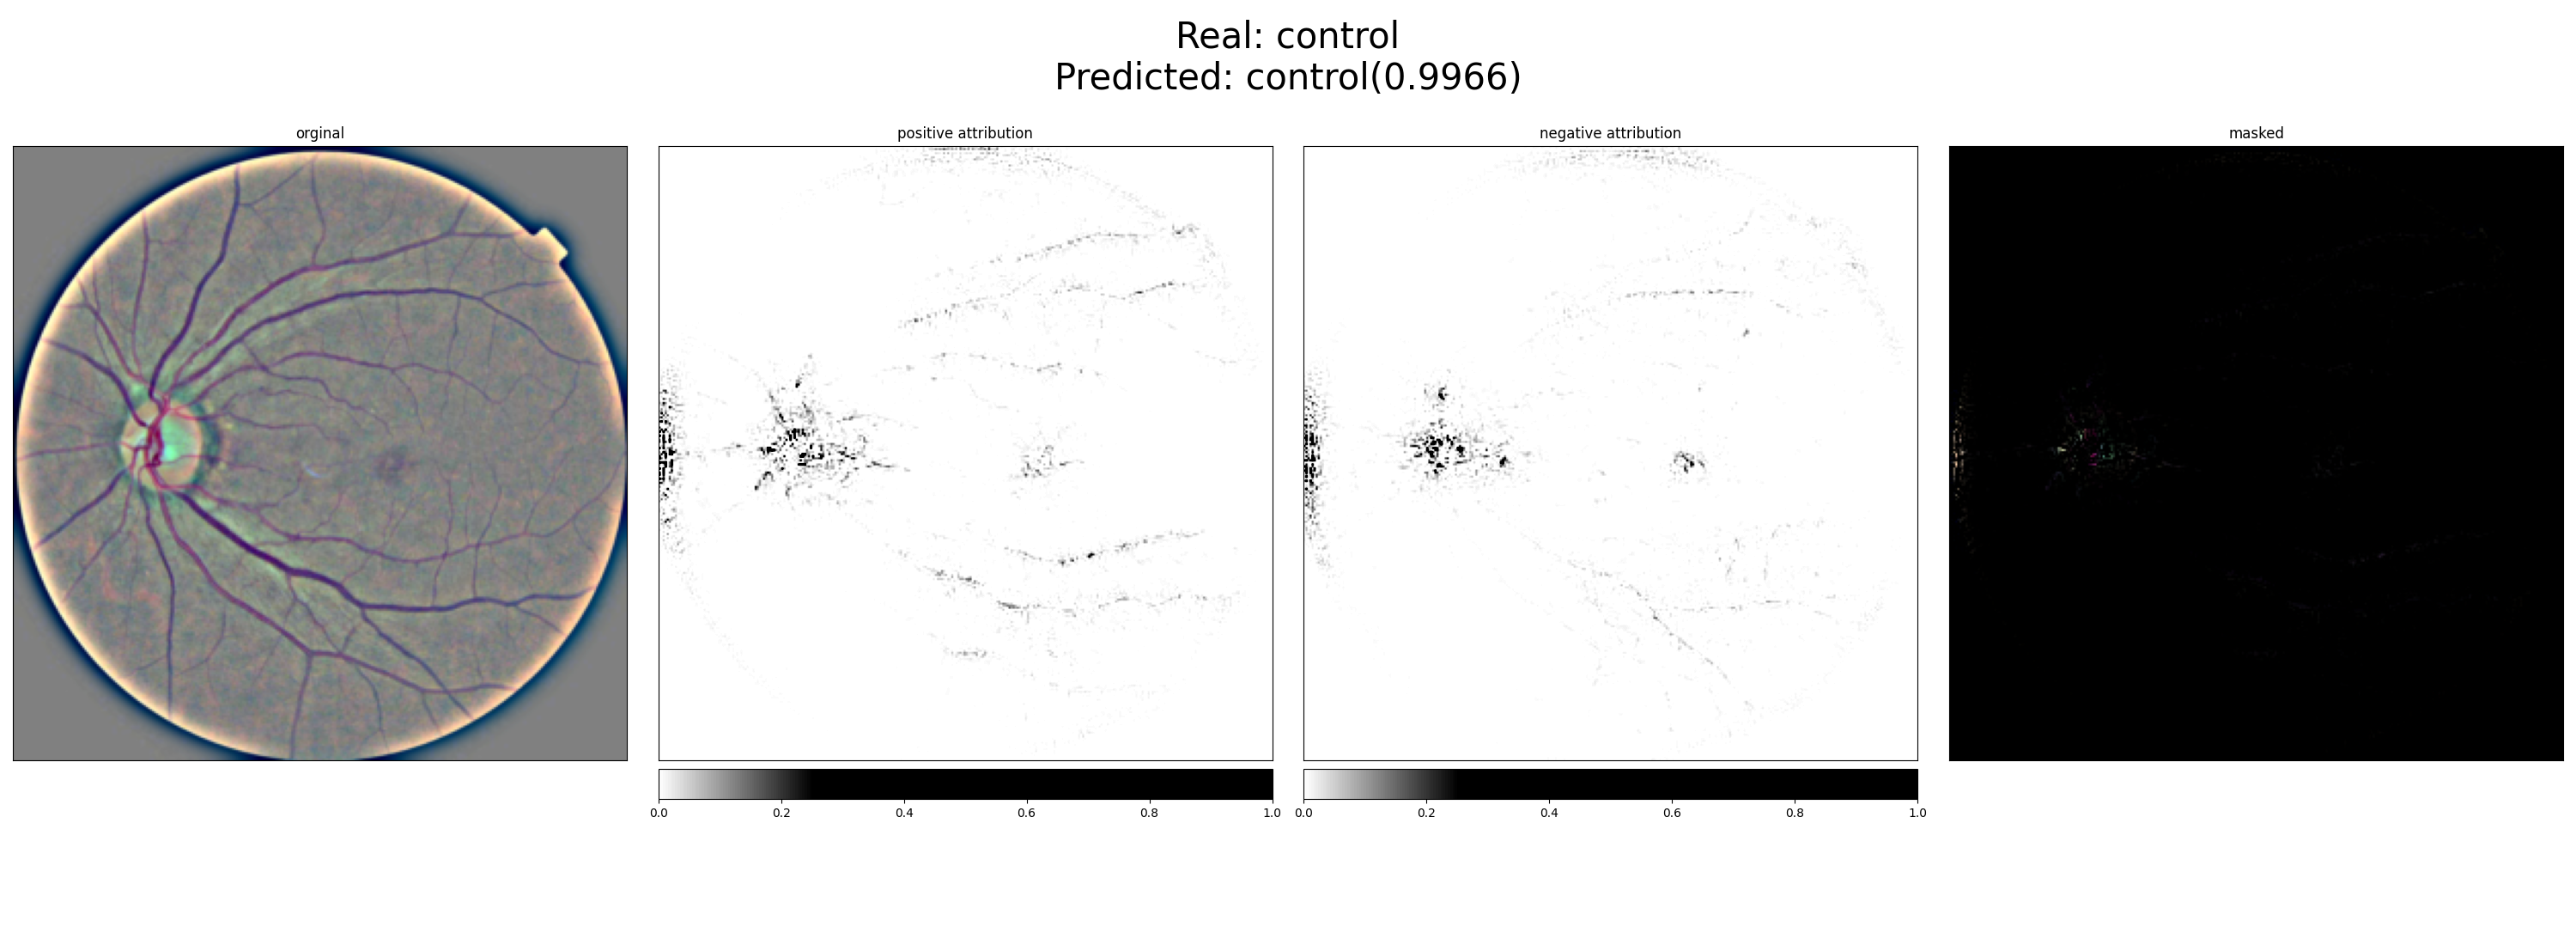 Real: control
Predicted: control(0.9966)
orginal
positive attribution
negative attribution
masked
0.0 0.2 0.4 0.6 0.8 1.0
0.0 0.2 0.4 0.6 0.8 1.0